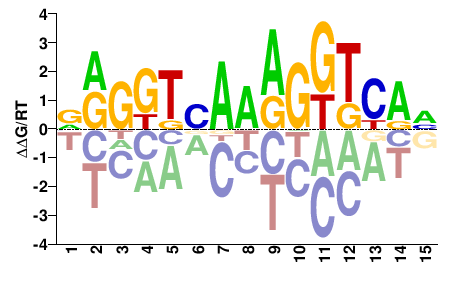 4
3
2
1
0
-1
-2
-3
-4
ΔΔG/RT
G A G G T C A A A G G T C A A
A G T T G G T G T G G
T C T C C A T T C T A A G C G
T C A A A C C T C C C A T
1 2 3 4 5 6 7 8 9 10 11 12 13 14 15